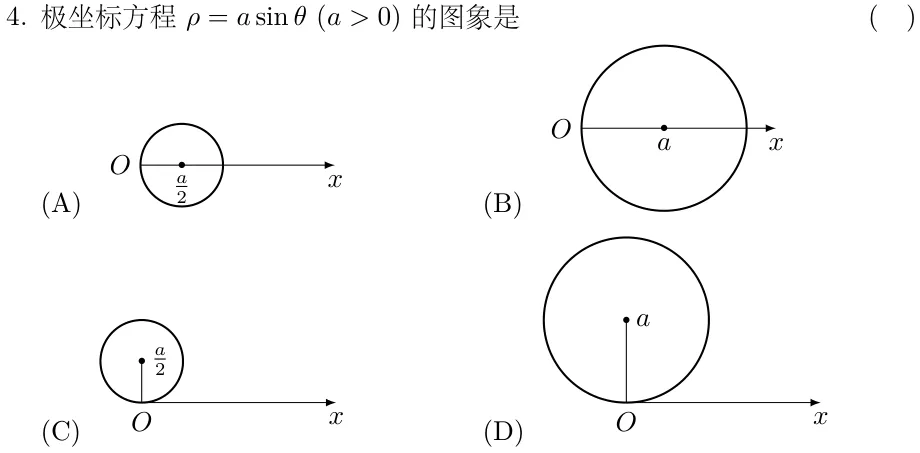 4. 极坐标方程 ρ = a sin θ (a > 0) 的图象是 ( )
(A) O a/2 x
(B) O a x
(C) O a/2 x
(D) O a x